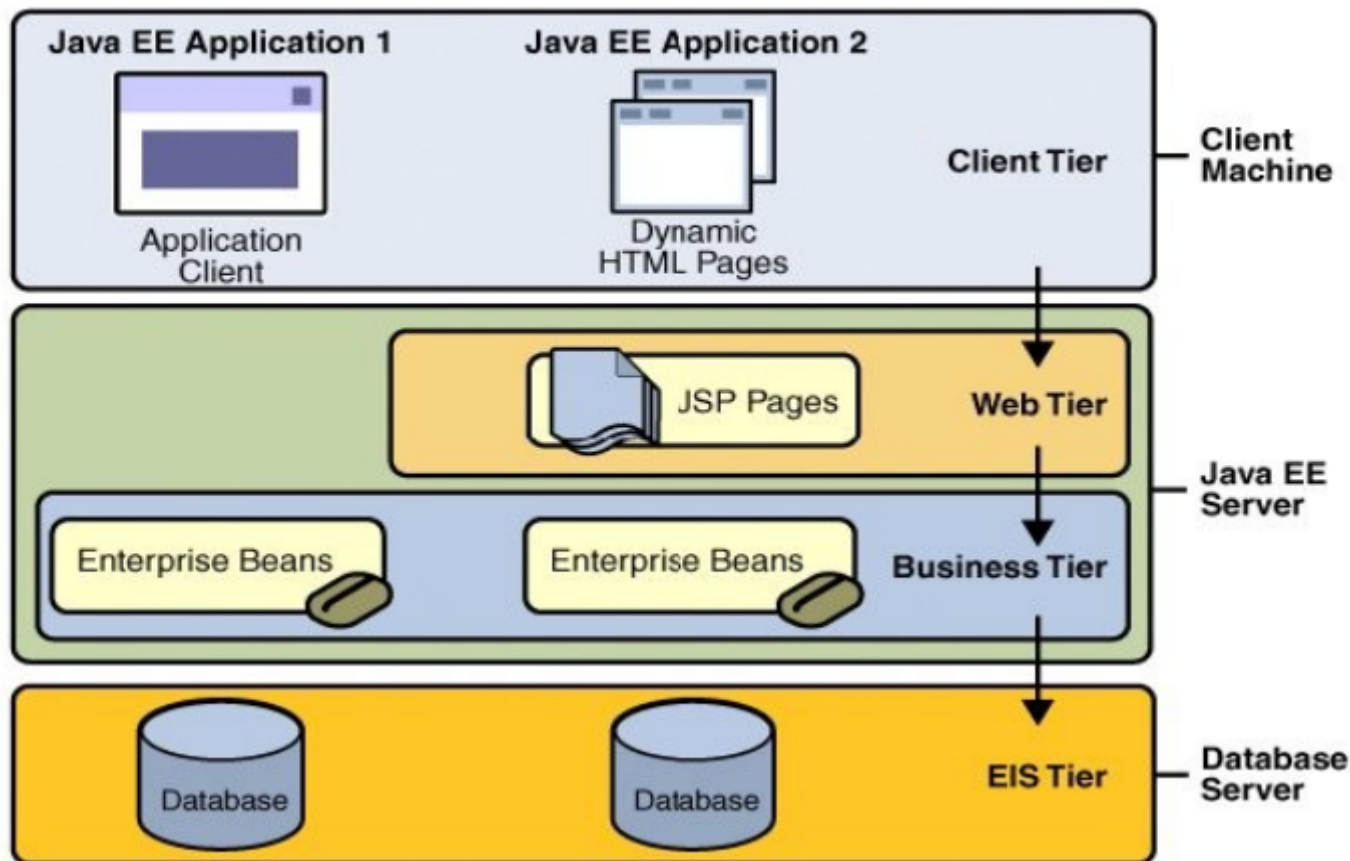 Java EE Application 1
Java EE Application 2
Application
Client
Dynamic
HTML Pages
Client Tier
Client
Machine
JSP Pages
Web Tier
Java EE
Server
Enterprise Beans
Enterprise Beans
Business Tier
Database
Database
EIS Tier
Database
Server